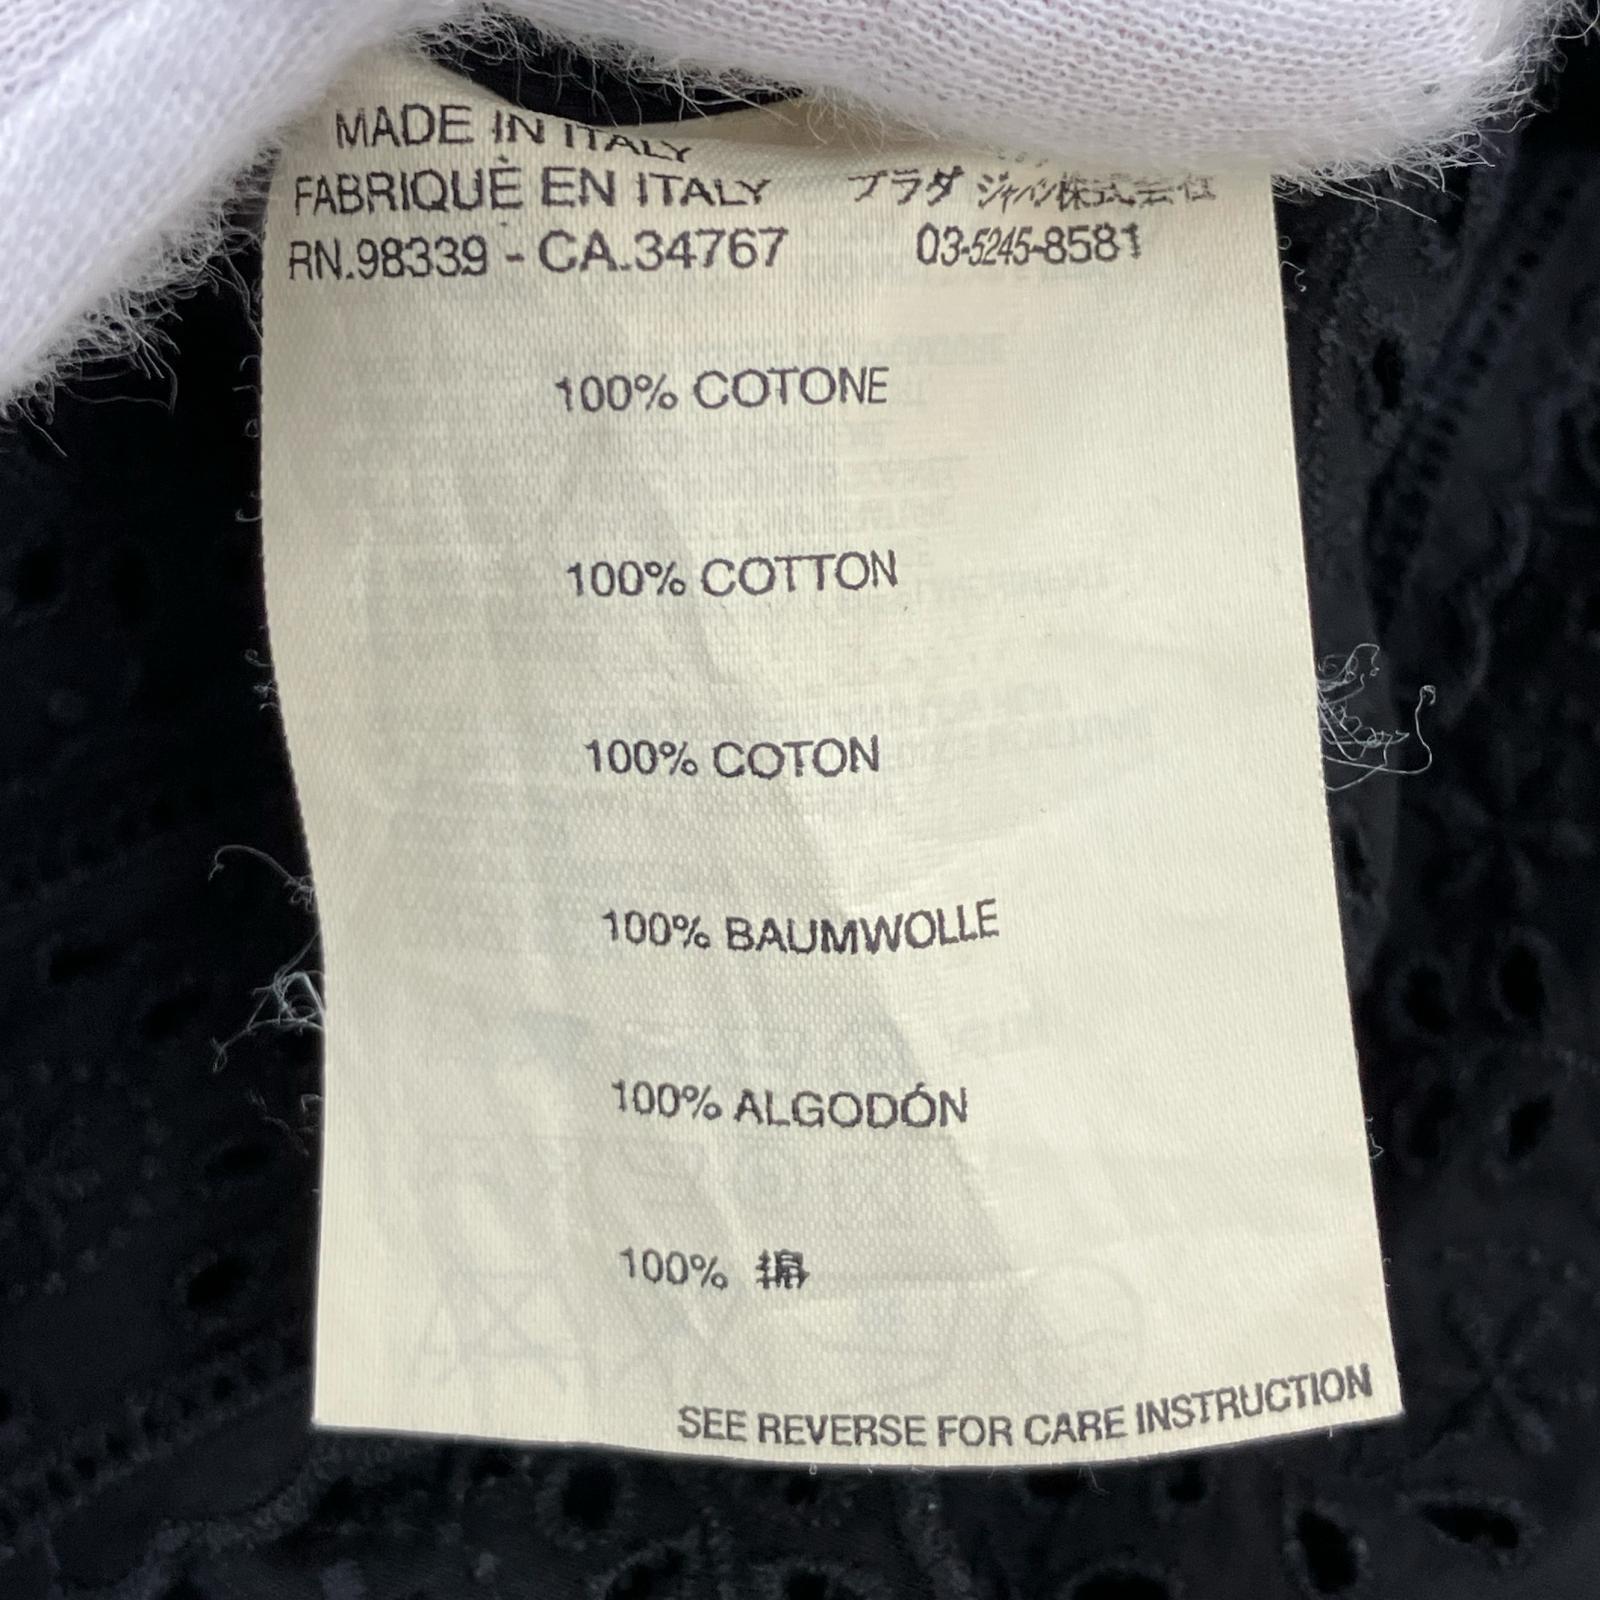 MADE IN ITALY
FABRIQUÈ EN ITALY
プラダ ジャパン株式会社
RN.98339 - CA.34767
03-5245-8581
100% COTONE
100% COTTON
100% COTON
100% BAUMWOLLE
100% ALGODÓN
100% 綿
SEE REVERSE FOR CARE INSTRUCTION